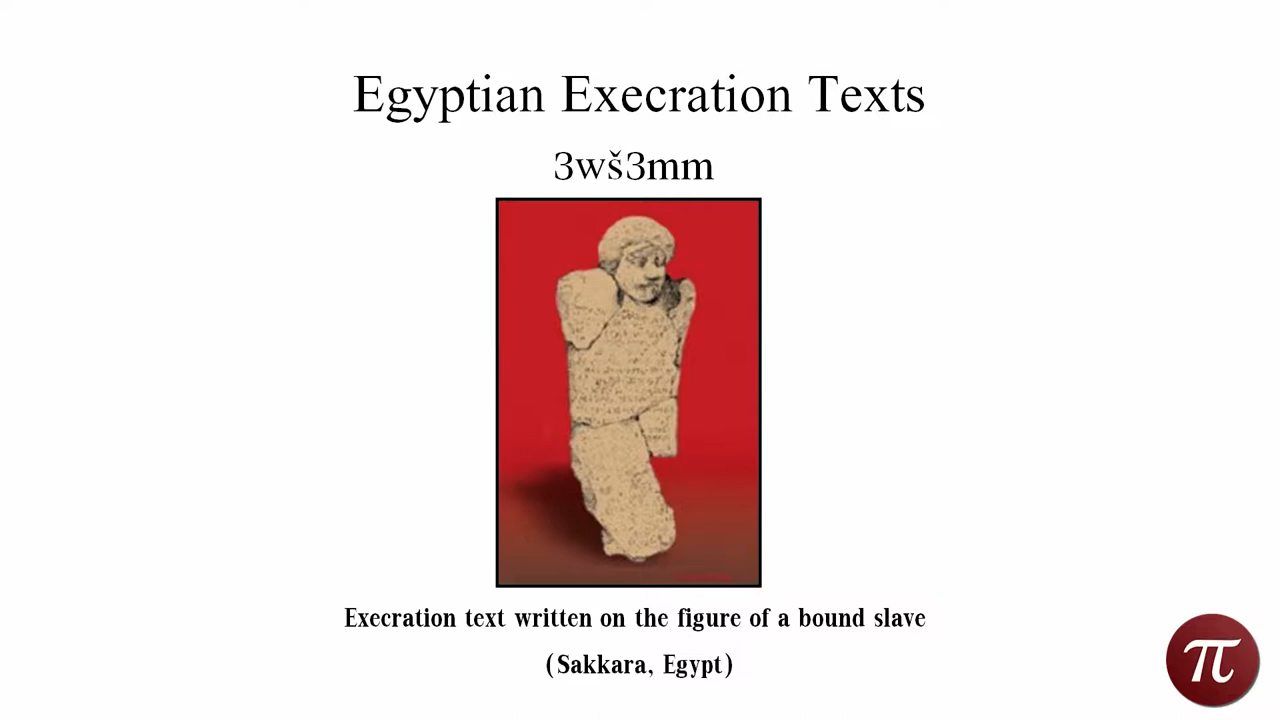 Egyptian Execration Texts
3wš3mm
Execration text written on the figure of a bound slave
(Sakkara, Egypt)
π